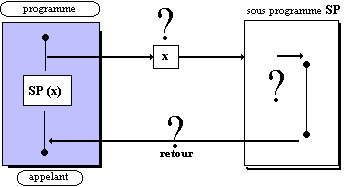 programme
?
sous programme SP
x
?
SP (x)
?
retour
appelant